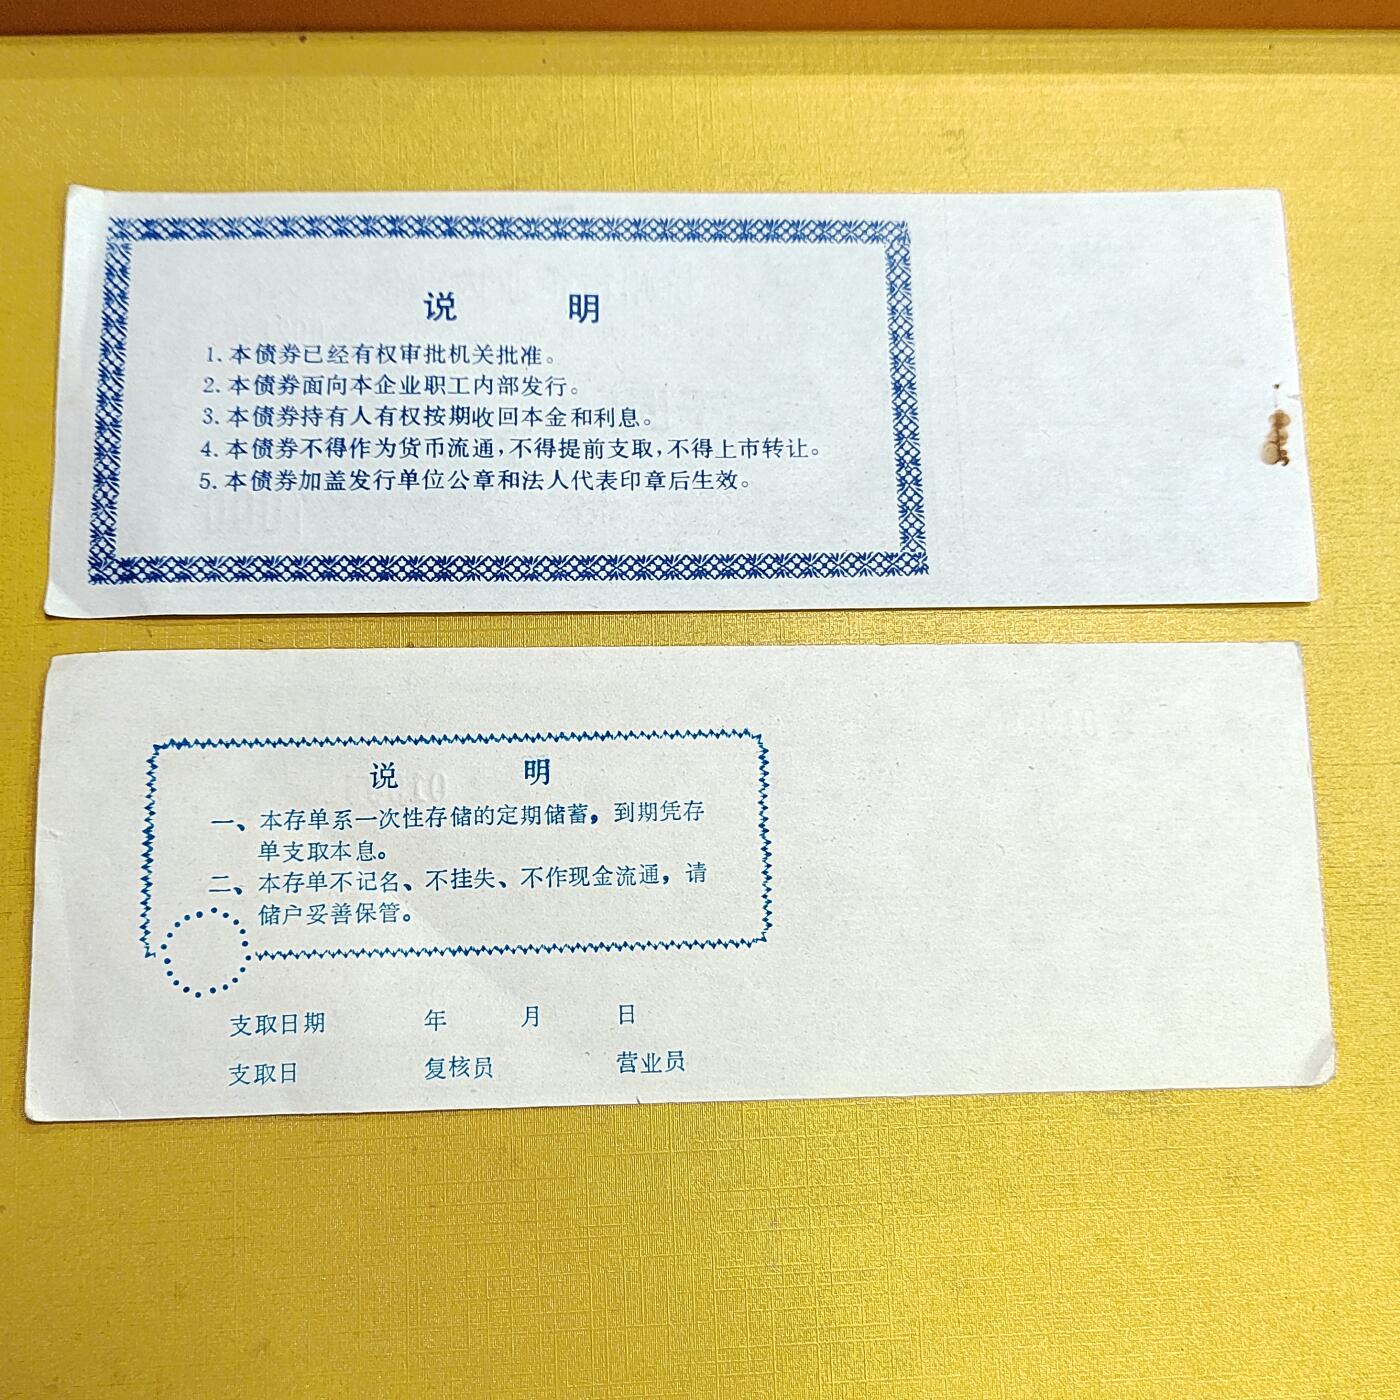 说 明
1. 本债券已经有权审批机关批准。
2. 本债券面向本企业职工内部发行。
3. 本债券持有人有权按期收回本金和利息。
4. 本债券不得作为货币流通,不得提前支取,不得上市转让。
5. 本债券加盖发行单位公章和法人代表印章后生效。
说 明
一、本存单系一次性存储的定期储蓄，到期凭存
单支取本息。
二、本存单不记名、不挂失、不作现金流通，请
储户妥善保管。
支取日期 年 月 日
支取日 复核员 营业员